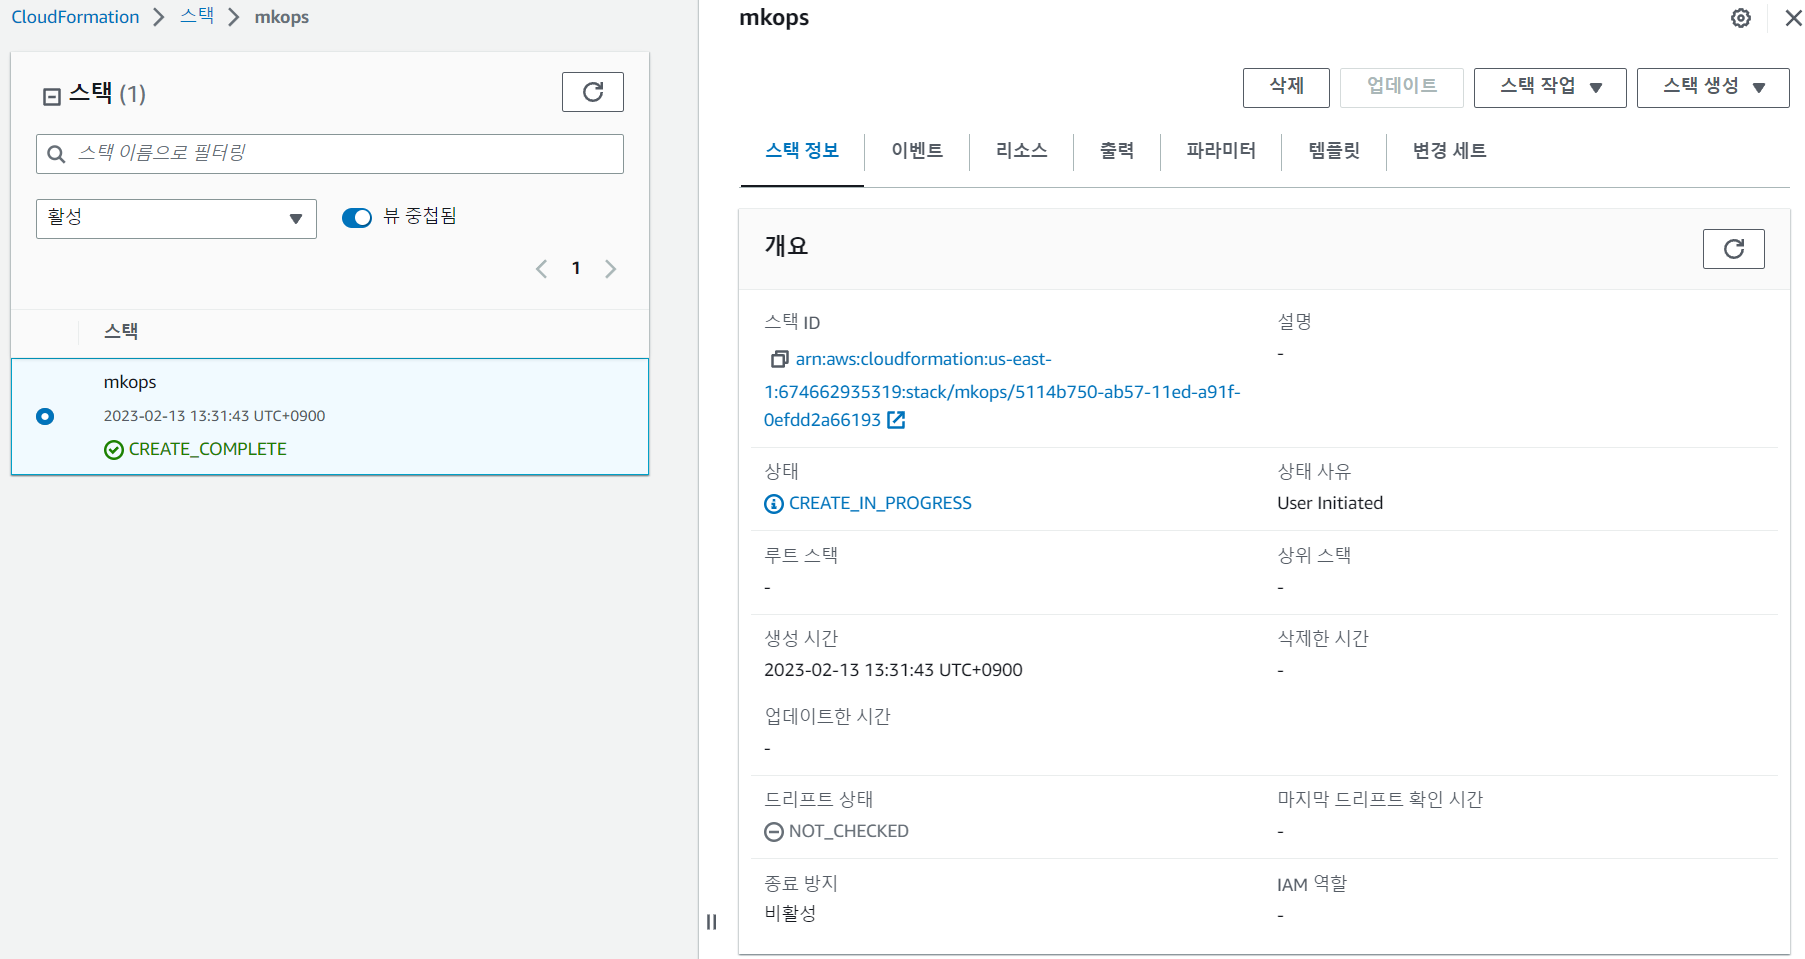 CloudFormation > 스택 > mkops
스택 (1)
스택 이름으로 필터링
활성
뷰 중첩됨
1
스택
mkops
2023-02-13 13:31:43 UTC+0900
CREATE_COMPLETE
mkops
삭제
업데이트
스택 작업
스택 생성
스택 정보
이벤트
리소스
출력
파라미터
템플릿
변경 세트
개요
스택 ID
arn:aws:cloudformation:us-east-
1:674662935319:stack/mkops/5114b750-ab57-11ed-a91f-
0efdd2a66193
설명
-
상태
CREATE_IN_PROGRESS
상태 사유
User Initiated
루트 스택
-
상위 스택
-
생성 시간
2023-02-13 13:31:43 UTC+0900
삭제한 시간
-
업데이트한 시간
-
드리프트 상태
NOT_CHECKED
마지막 드리프트 확인 시간
-
종료 방지
비활성
IAM 역할
-